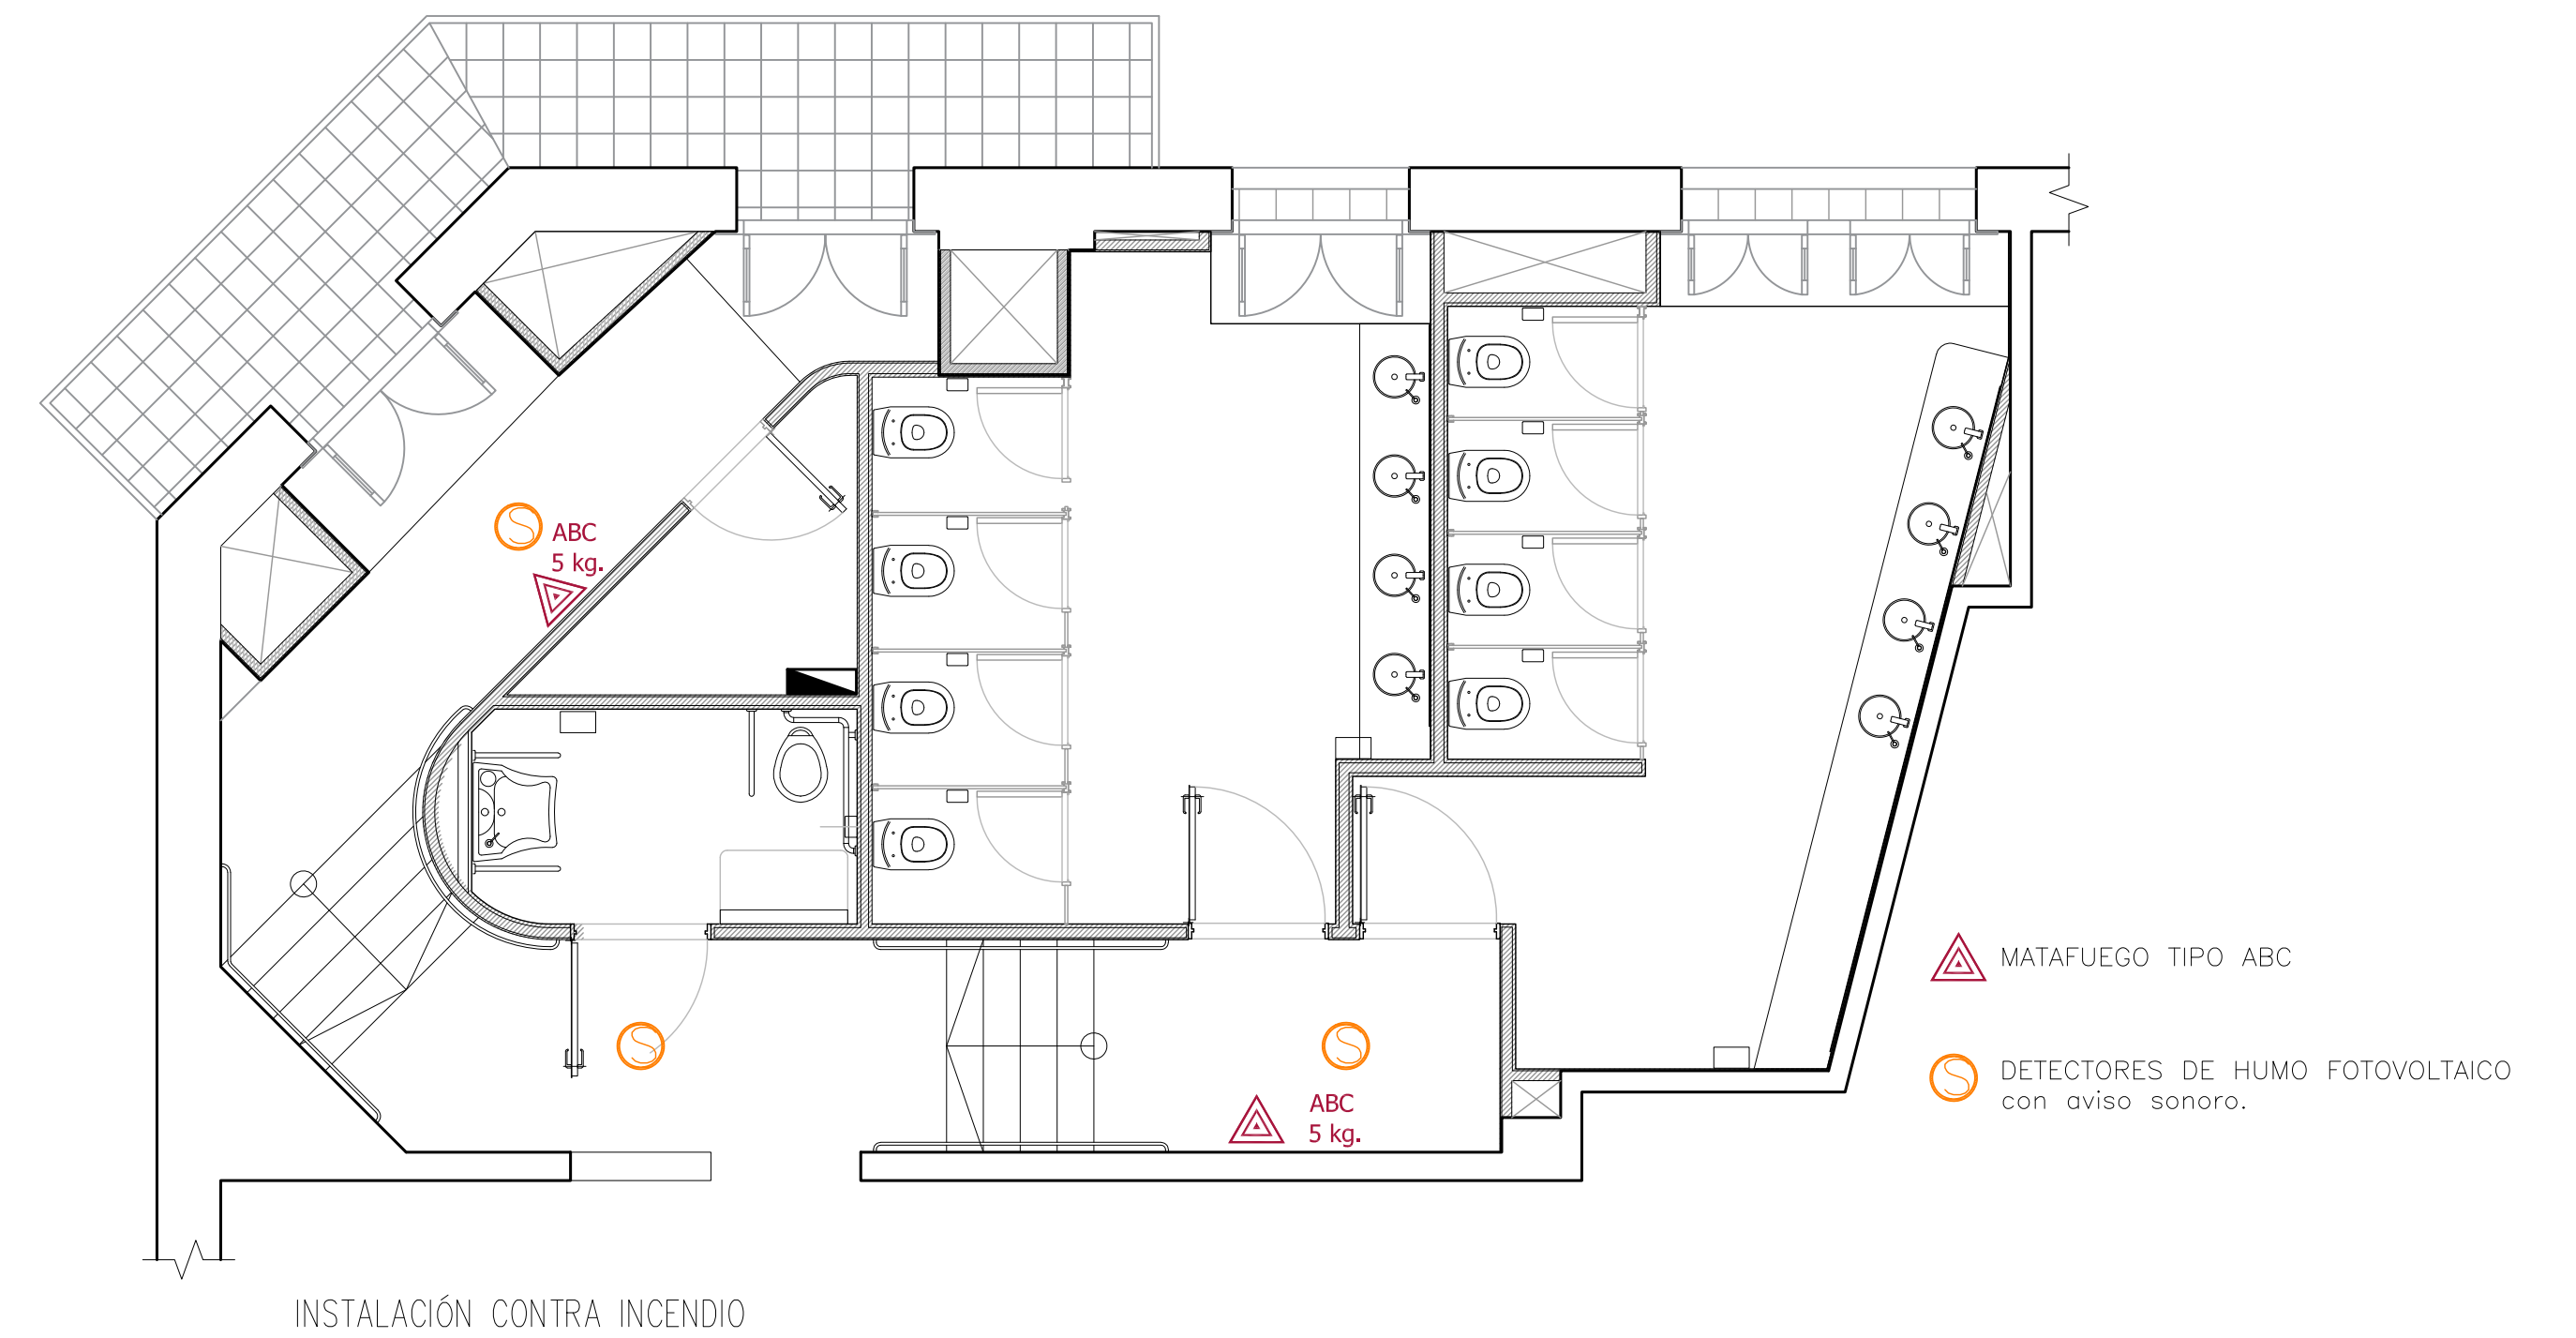 ABC
5 kg.
MATAFUEGO TIPO ABC
DETECTORES DE HUMO FOTOVOLTAICO
con aviso sonoro.
ABC
5 kg.
INSTALACIÓN CONTRA INCENDIO